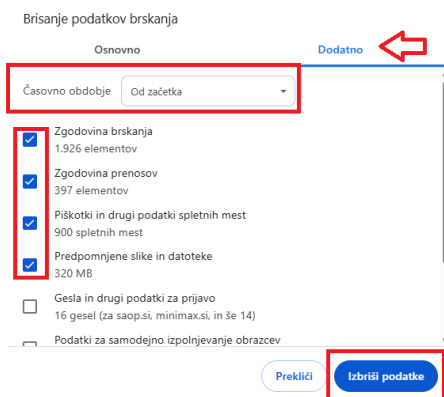 Brisanje podatkov brskanja
Osnovno Dodatno
Časovno obdobje Od začetka
Zgodovina brskanja
1.926 elementov
Zgodovina prenosov
397 elementov
Piškotki in drugi podatki spletnih mest
900 spletnih mest
Predpomnjene slike in datoteke
320 MB
Gesla in drugi podatki za prijavo
16 gesel (za saop.si, minimax.si, in še 14)
Podatki za samodejno izpolnjevanje obrazcev
Prekliči Izbriši podatke